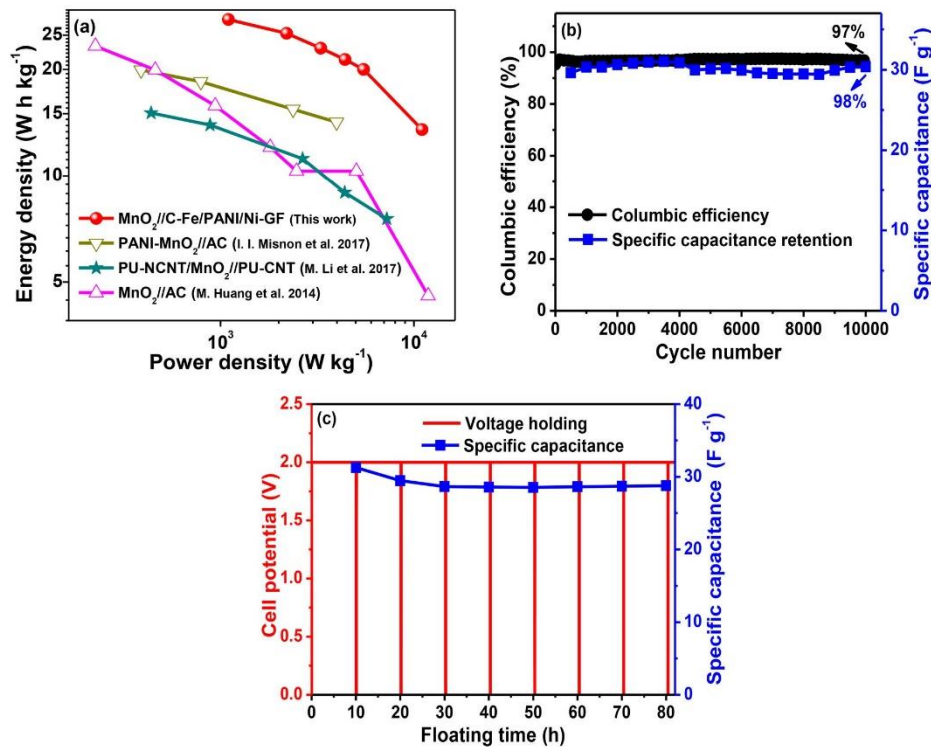 (a)
Energy density (W h kg⁻¹)
25
20
15
10
5
MnO₂//C-Fe/PANI/Ni-GF (This work)
PANI-MnO₂//AC (I. I. Misnon et al. 2017)
PU-NCNT/MnO₂//PU-CNT (M. Li et al. 2017)
MnO₂//AC (M. Huang et al. 2014)
10³
10⁴
Power density (W kg⁻¹)
(b)
Columbic efficiency (%)
120
100
80
60
40
20
0
97%
98%
Columbic efficiency
Specific capacitance retention
0 2000 4000 6000 8000 10000
Cycle number
Specific capacitance (F g⁻¹)
30
20
10
0
(c)
Cell potential (V)
2.5
2.0
1.5
1.0
0.5
0.0
Voltage holding
Specific capacitance
0 10 20 30 40 50 60 70 80
Floating time (h)
Specific capacitance (F g⁻¹)
40
30
20
10
0